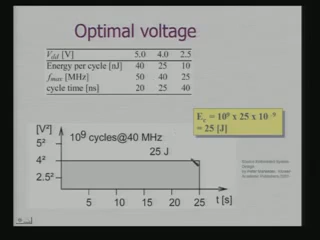 Optimal voltage
Vdd [V] 5.0 4.0 2.5
Energy per cycle [nJ] 40 25 10
fmax [MHz] 50 40 25
cycle time [ns] 20 25 40
Ec = 10⁹ x 25 x 10⁻⁹
= 25 [J]
[V²]
5²
4²
2.5²
10⁹ cycles@40 MHz
25 J
5 10 15 20 25 t [s]